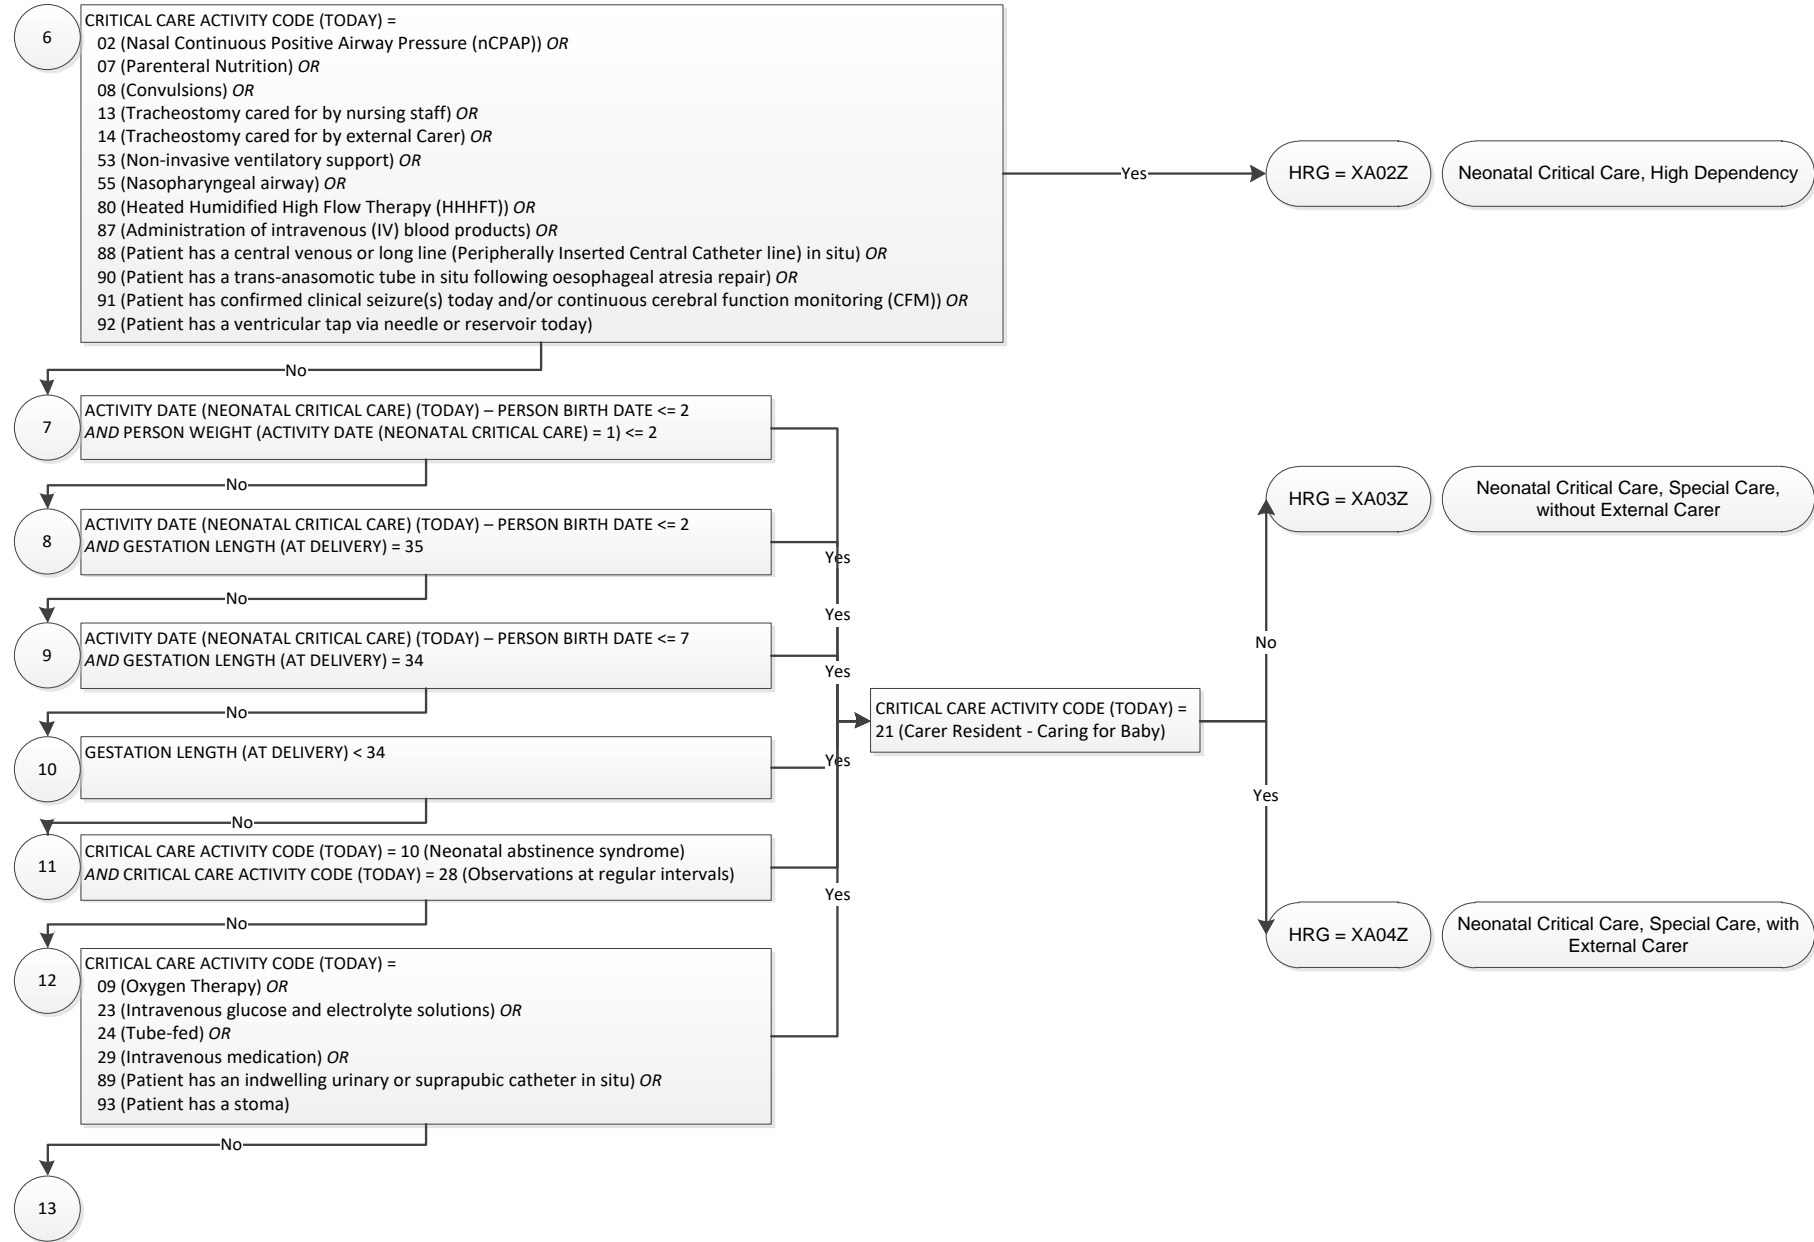 6
CRITICAL CARE ACTIVITY CODE (TODAY) =
02 (Nasal Continuous Positive Airway Pressure (nCPAP)) OR
07 (Parenteral Nutrition) OR
08 (Convulsions) OR
13 (Tracheostomy cared for by nursing staff) OR
14 (Tracheostomy cared for by external Carer) OR
53 (Non-invasive ventilatory support) OR
55 (Nasopharyngeal airway) OR
80 (Heated Humidified High Flow Therapy (HHHFT)) OR
87 (Administration of intravenous (IV) blood products) OR
88 (Patient has a central venous or long line (Peripherally Inserted Central Catheter line) in situ) OR
90 (Patient has a trans-anasomotic tube in situ following oesophageal atresia repair) OR
91 (Patient has confirmed clinical seizure(s) today and/or continuous cerebral function monitoring (CFM)) OR
92 (Patient has a ventricular tap via needle or reservoir today)
Yes
HRG = XA02Z
Neonatal Critical Care, High Dependency
No
7
ACTIVITY DATE (NEONATAL CRITICAL CARE) (TODAY) – PERSON BIRTH DATE <= 2
AND PERSON WEIGHT (ACTIVITY DATE (NEONATAL CRITICAL CARE) = 1) <= 2
No
8
ACTIVITY DATE (NEONATAL CRITICAL CARE) (TODAY) – PERSON BIRTH DATE <= 2
AND GESTATION LENGTH (AT DELIVERY) = 35
Yes
No
9
ACTIVITY DATE (NEONATAL CRITICAL CARE) (TODAY) – PERSON BIRTH DATE <= 7
AND GESTATION LENGTH (AT DELIVERY) = 34
Yes
Yes
No
10
GESTATION LENGTH (AT DELIVERY) < 34
Yes
No
11
CRITICAL CARE ACTIVITY CODE (TODAY) = 10 (Neonatal abstinence syndrome)
AND CRITICAL CARE ACTIVITY CODE (TODAY) = 28 (Observations at regular intervals)
Yes
No
12
CRITICAL CARE ACTIVITY CODE (TODAY) =
09 (Oxygen Therapy) OR
23 (Intravenous glucose and electrolyte solutions) OR
24 (Tube-fed) OR
29 (Intravenous medication) OR
89 (Patient has an indwelling urinary or suprapubic catheter in situ) OR
93 (Patient has a stoma)
No
13
CRITICAL CARE ACTIVITY CODE (TODAY) =
21 (Carer Resident - Caring for Baby)
No
HRG = XA03Z
Neonatal Critical Care, Special Care,
without External Carer
Yes
HRG = XA04Z
Neonatal Critical Care, Special Care, with
External Carer